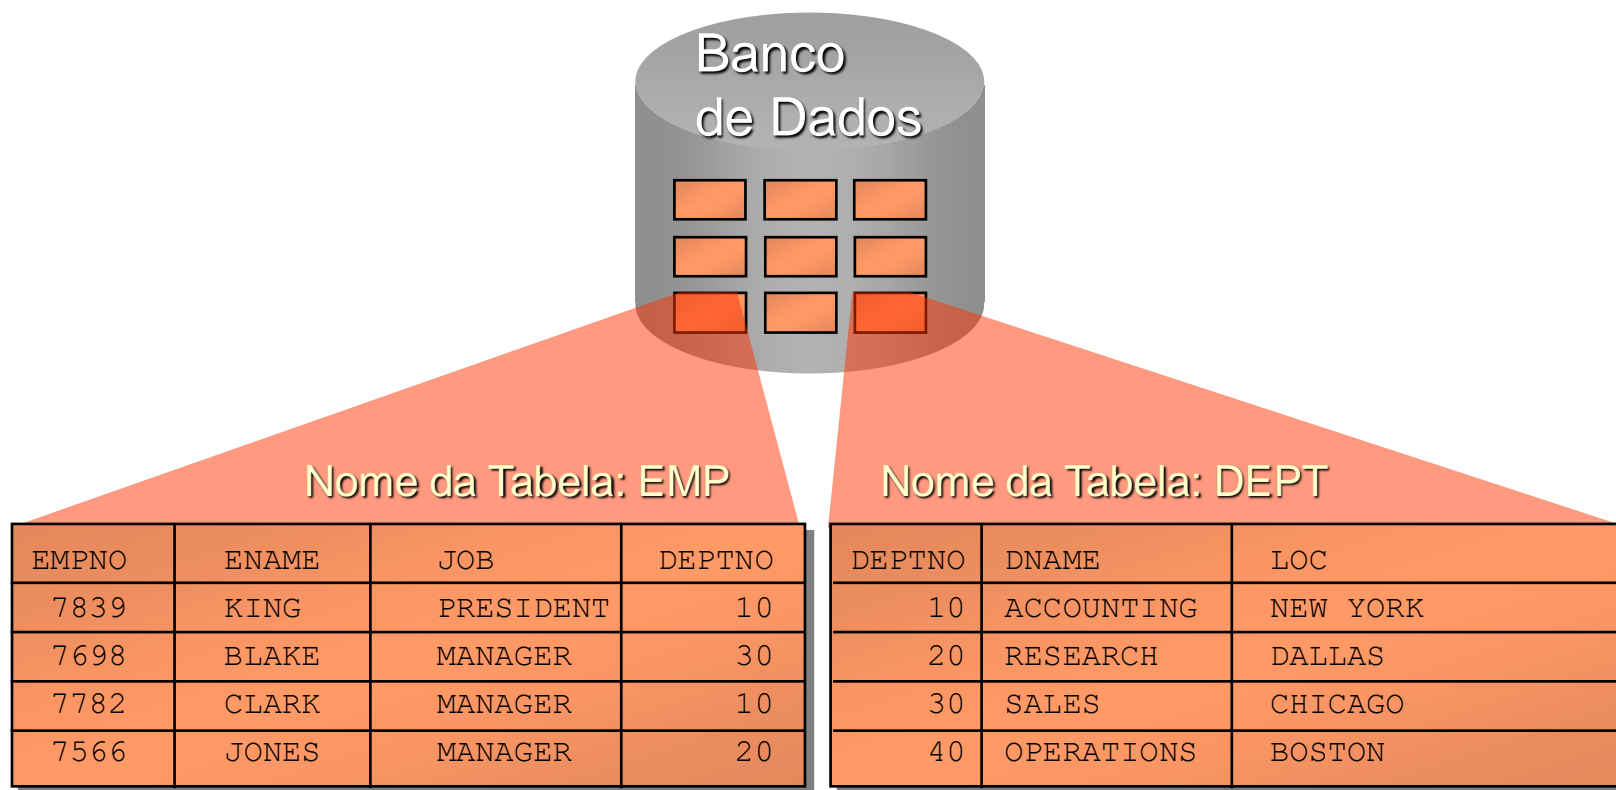 Banco
de Dados
Nome da Tabela: EMP
EMPNO ENAME JOB DEPTNO
7839 KING PRESIDENT 10
7698 BLAKE MANAGER 30
7782 CLARK MANAGER 10
7566 JONES MANAGER 20
Nome da Tabela: DEPT
DEPTNO DNAME LOC
10 ACCOUNTING NEW YORK
20 RESEARCH DALLAS
30 SALES CHICAGO
40 OPERATIONS BOSTON